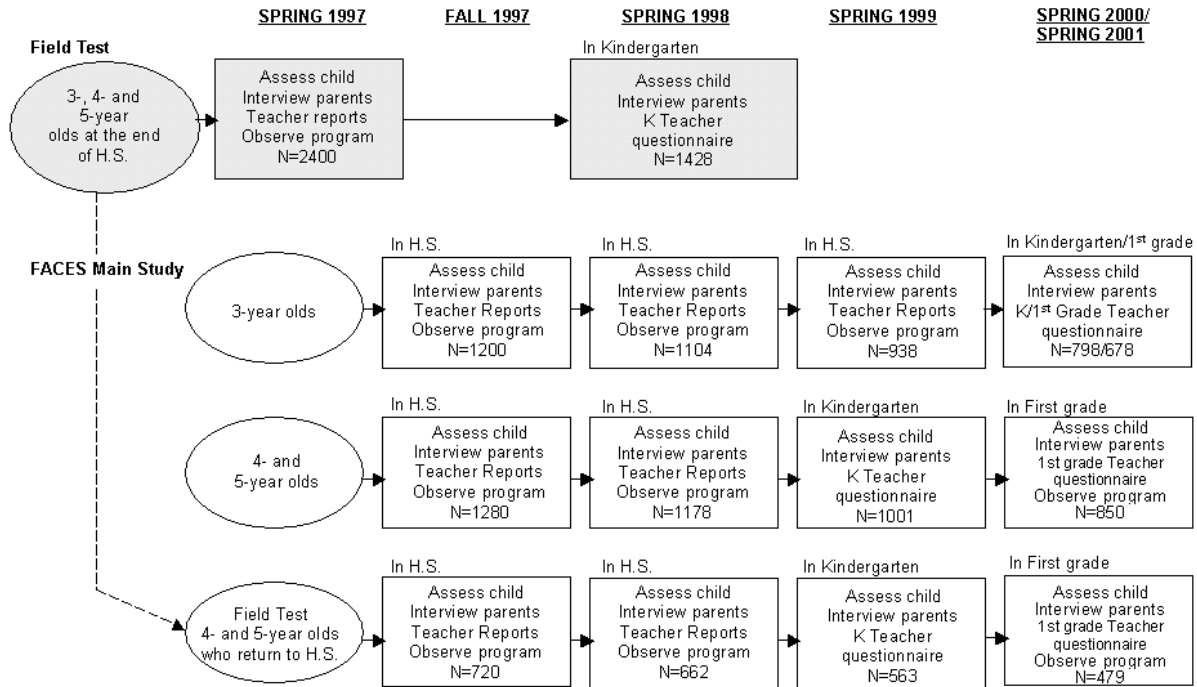 SPRING 1997
FALL 1997
SPRING 1998
SPRING 1999
SPRING 2000/
SPRING 2001
Field Test
3-, 4- and
5-year
olds at the end
of H.S.
Assess child
Interview parents
Teacher reports
Observe program
N=2400
In Kindergarten
Assess child
Interview parents
K Teacher
questionnaire
N=1428
FACES Main Study
3-year olds
In H.S.
Assess child
Interview parents
Teacher Reports
Observe program
N=1200
In H.S.
Assess child
Interview parents
Teacher Reports
Observe program
N=1104
In H.S.
Assess child
Interview parents
Teacher Reports
Observe program
N=938
In Kindergarten/1st grade
Assess child
Interview parents
K/1st Grade Teacher
questionnaire
N=798/678
4- and
5-year olds
In H.S.
Assess child
Interview parents
Teacher Reports
Observe program
N=1280
In H.S.
Assess child
Interview parents
Teacher Reports
Observe program
N=1178
In Kindergarten
Assess child
Interview parents
K Teacher
questionnaire
N=1001
In First grade
Assess child
Interview parents
1st grade Teacher
questionnaire
Observe program
N=850
Field Test
4- and 5-year olds
who return to H.S.
In H.S.
Assess child
Interview parents
Teacher Reports
Observe program
N=720
In H.S.
Assess child
Interview parents
Teacher Reports
Observe program
N=662
In Kindergarten
Assess child
Interview parents
K Teacher
questionnaire
N=563
In First grade
Assess child
Interview parents
1st grade Teacher
questionnaire
Observe program
N=479